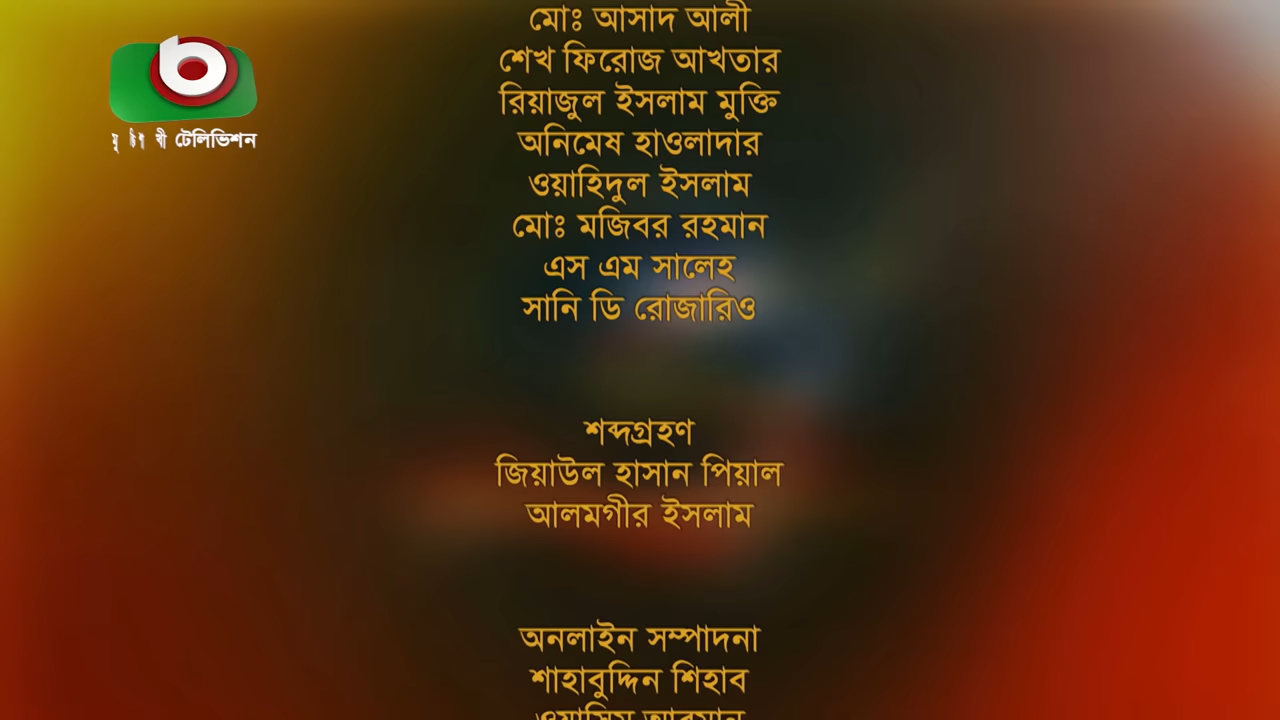 মোঃ আসাদ আলী
শেখ ফিরোজ আখতার
রিয়াজুল ইসলাম মুক্তি
অনিমেষ হাওলাদার
ওয়াহিদুল ইসলাম
মোঃ মজিবর রহমান
এস এম সালেহ
সানি ডি রোজারিও
টেলিভিশন
শব্দগ্রহণ
জিয়াউল হাসান পিয়াল
আলমগীর ইসলাম
অনলাইন সম্পাদনা
শাহাবুদ্দিন শিহাব